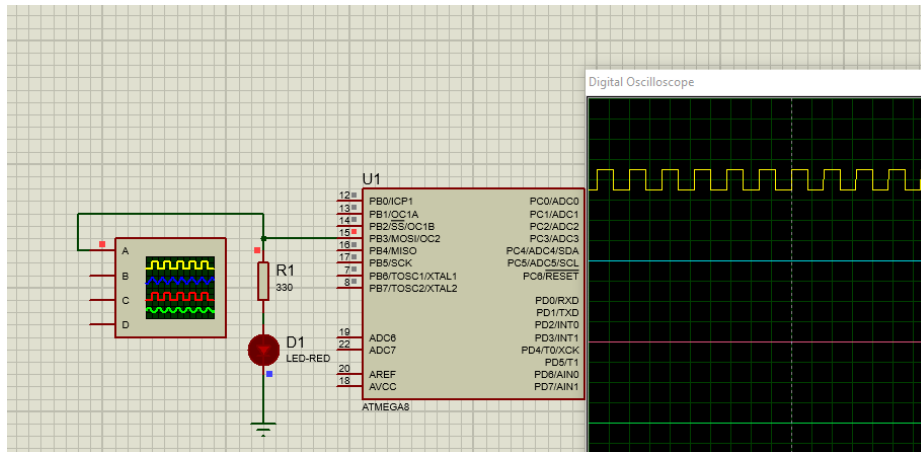 Digital Oscilloscope
U1
12 PB0/ICP1 PC0/ADC0
13 PB1/OC1A PC1/ADC1
14 PB2/SS/OC1B PC2/ADC2
15 PB3/MOSI/OC2 PC3/ADC3
16 PB4/MISO PC4/ADC4/SDA
17 PB5/SCK PC5/ADC5/SCL
7 PB6/TOSC1/XTAL1 PC6/RESET
8 PB7/TOSC2/XTAL2
PD0/RXD
PD1/TXD
PD2/INT0
19 ADC6 PD3/INT1
22 ADC7 PD4/T0/XCK
PD5/T1
20 AREF PD6/AIN0
18 AVCC PD7/AIN1
ATMEGA8
A
B
C
D
R1
330
D1
LED-RED